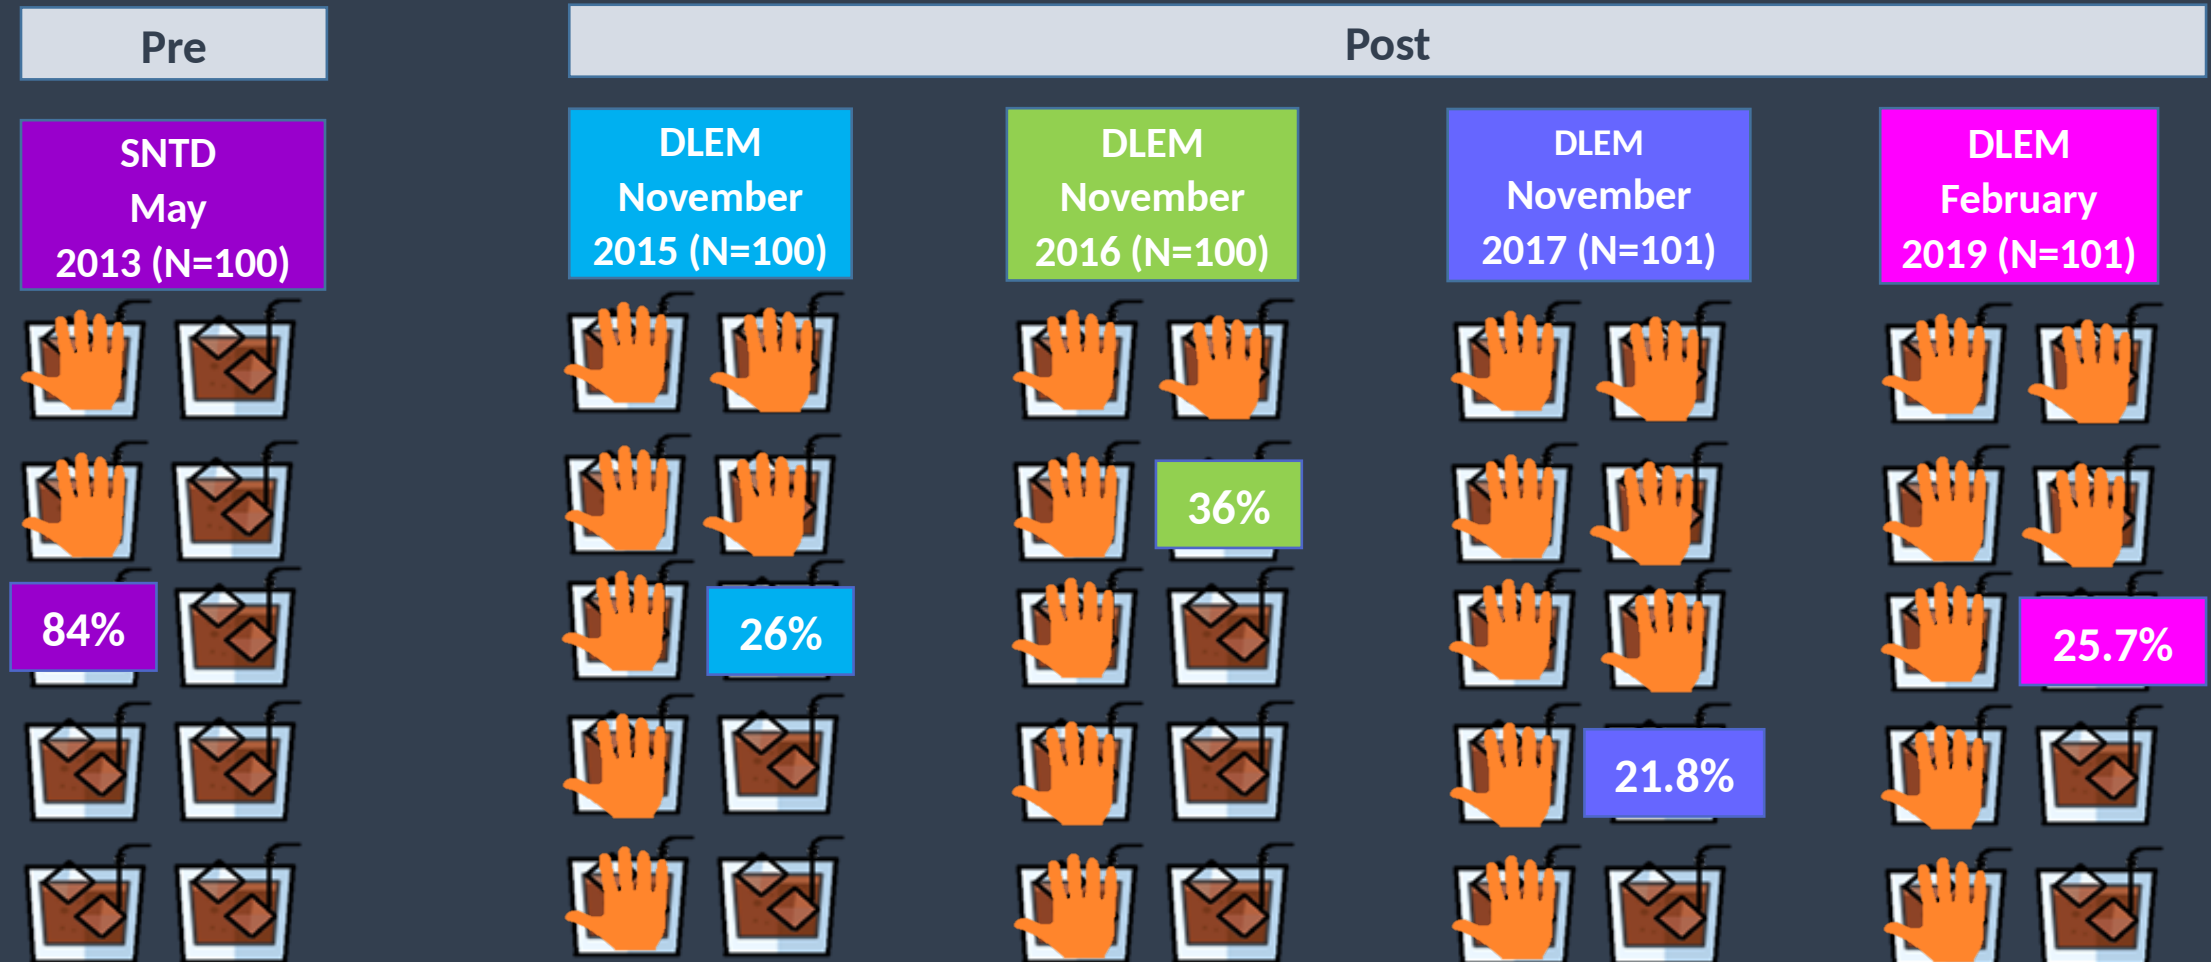 Pre
Post
SNTD
May
2013 (N=100)
DLEM
November
2015 (N=100)
DLEM
November
2016 (N=100)
DLEM
November
2017 (N=101)
DLEM
February
2019 (N=101)
84%
26%
36%
21.8%
25.7%